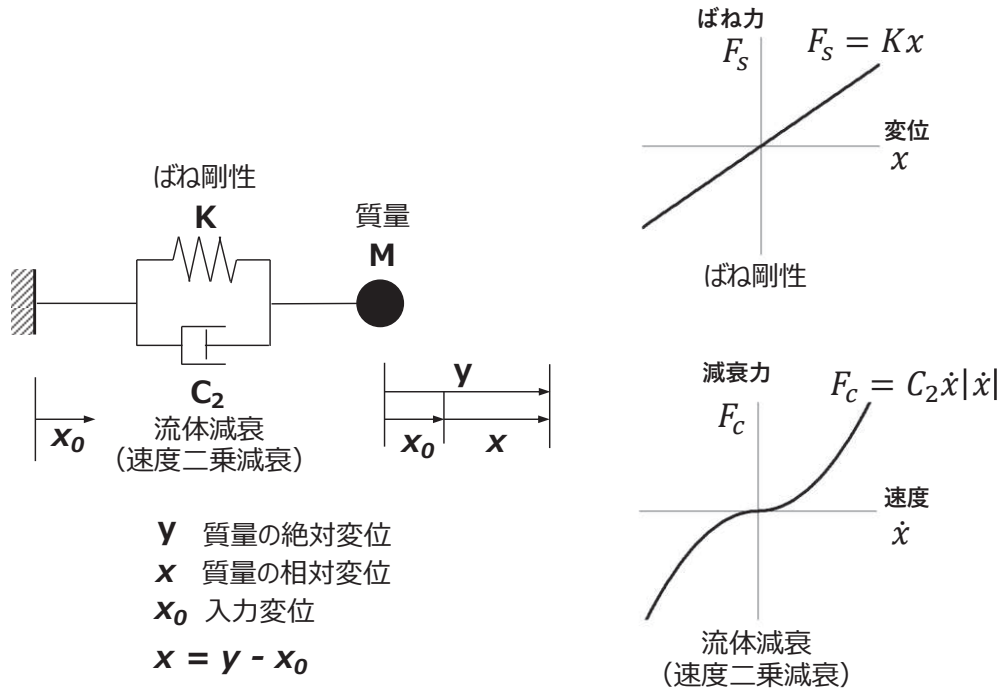 ばね剛性
K
質量
M
C₂
流体減衰
（速度二乗減衰）
x₀
y
x₀ x
y 質量の絶対変位
x 質量の相対変位
x₀ 入力変位
x = y - x₀
ばね力
Fₛ
Fₛ = Kx
変位
x
ばね剛性
減衰力
F_c
F_c = C₂ẋ|ẋ|
速度
ẋ
流体減衰
（速度二乗減衰）